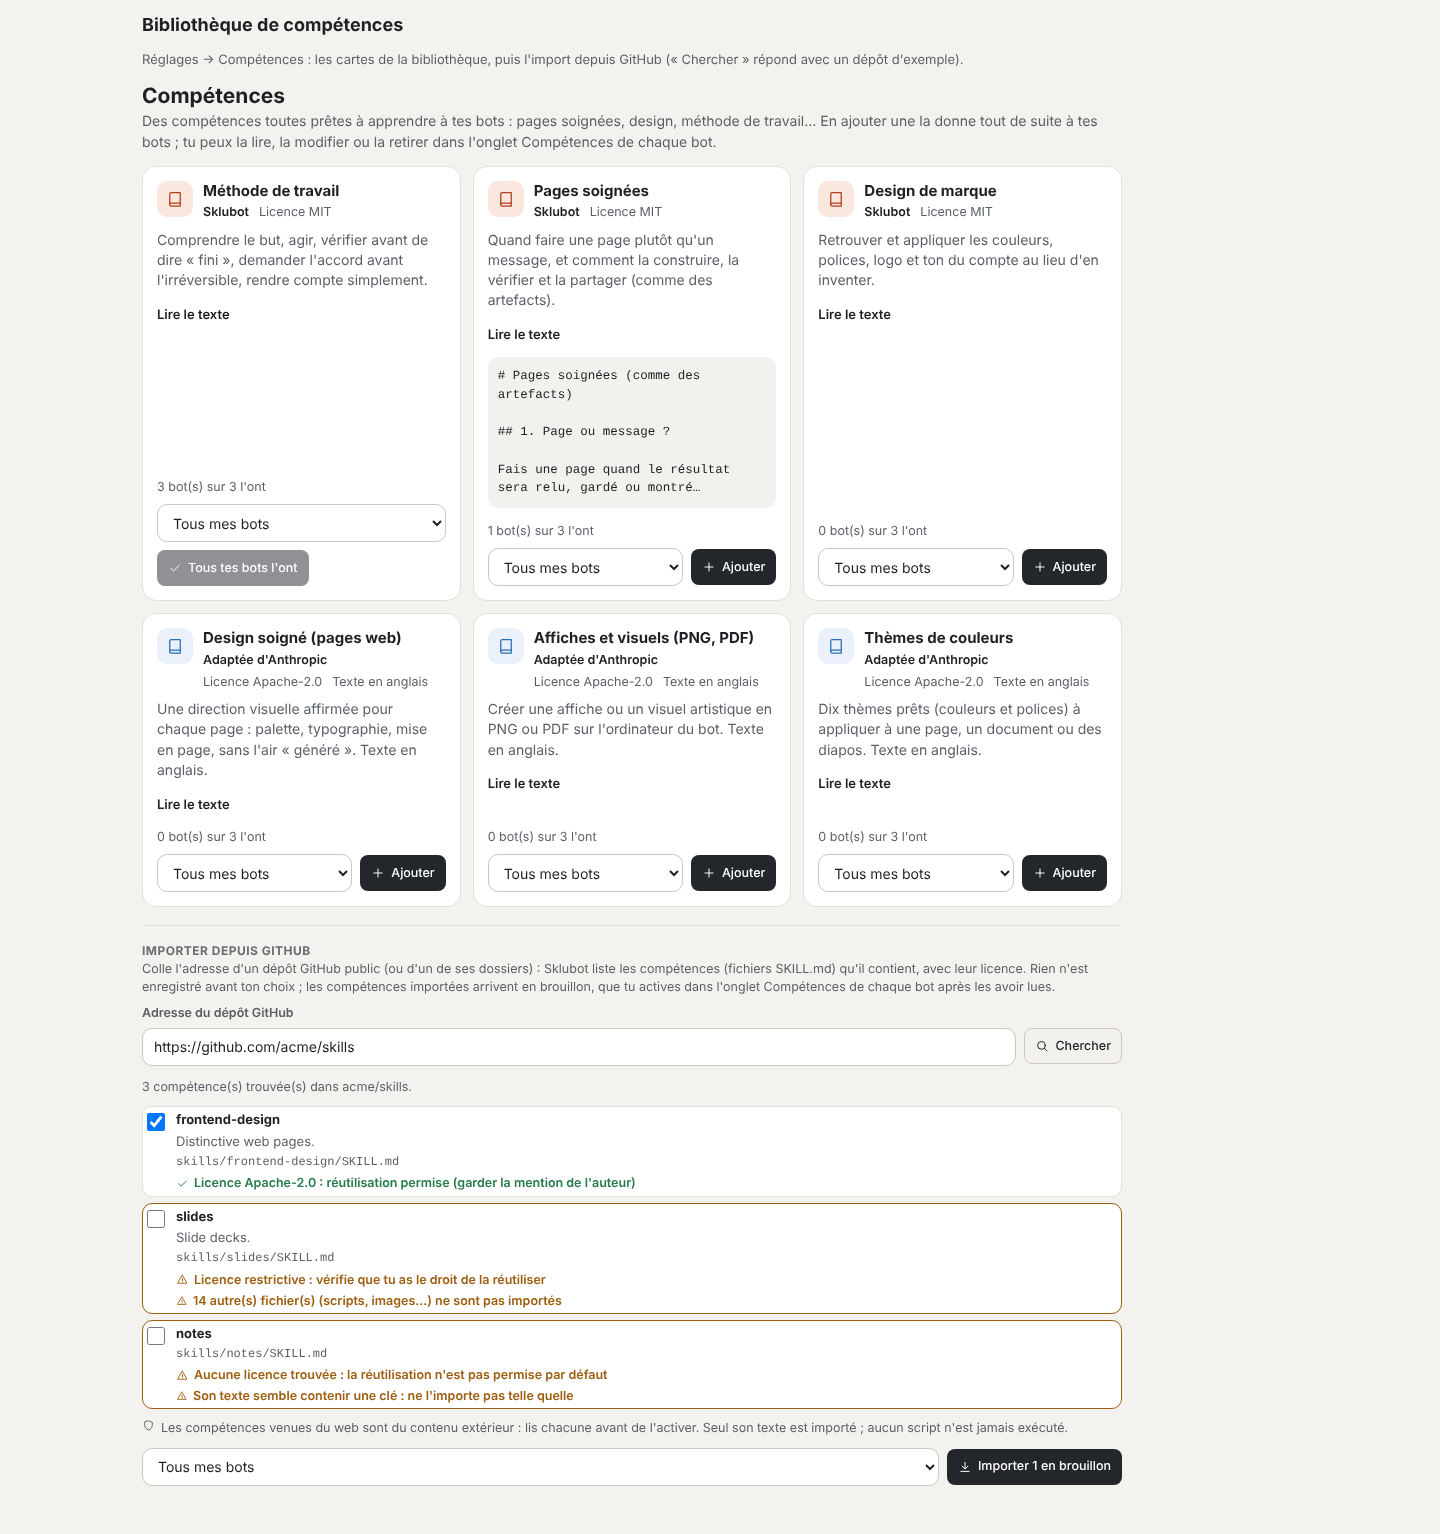 Bibliothèque de compétences
Réglages → Compétences : les cartes de la bibliothèque, puis l'import depuis GitHub (« Chercher » répond avec un dépôt d'exemple).
Compétences
Des compétences toutes prêtes à apprendre à tes bots : pages soignées, design, méthode de travail… En ajouter une la donne tout de suite à tes
bots ; tu peux la lire, la modifier ou la retirer dans l'onglet Compétences de chaque bot.
Méthode de travail
Sklubot Licence MIT
Comprendre le but, agir, vérifier avant de
dire « fini », demander l'accord avant
l'irréversible, rendre compte simplement.
Lire le texte
3 bot(s) sur 3 l'ont
Tous mes bots
Tous tes bots l'ont
Pages soignées
Sklubot Licence MIT
Quand faire une page plutôt qu'un
message, et comment la construire, la
vérifier et la partager (comme des
artefacts).
Lire le texte
# Pages soignées (comme des
artefacts)
## 1. Page ou message ?
Fais une page quand le résultat
sera relu, gardé ou montré…
1 bot(s) sur 3 l'ont
Tous mes bots
Ajouter
Design de marque
Sklubot Licence MIT
Retrouver et appliquer les couleurs,
polices, logo et ton du compte au lieu d'en
inventer.
Lire le texte
0 bot(s) sur 3 l'ont
Tous mes bots
Ajouter
Design soigné (pages web)
Adaptée d'Anthropic
Licence Apache-2.0 Texte en anglais
Une direction visuelle affirmée pour
chaque page : palette, typographie, mise
en page, sans l'air « généré ». Texte en
anglais.
Lire le texte
0 bot(s) sur 3 l'ont
Tous mes bots
Ajouter
Affiches et visuels (PNG, PDF)
Adaptée d'Anthropic
Licence Apache-2.0 Texte en anglais
Créer une affiche ou un visuel artistique en
PNG ou PDF sur l'ordinateur du bot. Texte
en anglais.
Lire le texte
0 bot(s) sur 3 l'ont
Tous mes bots
Ajouter
Thèmes de couleurs
Adaptée d'Anthropic
Licence Apache-2.0 Texte en anglais
Dix thèmes prêts (couleurs et polices) à
appliquer à une page, un document ou des
diapos. Texte en anglais.
Lire le texte
0 bot(s) sur 3 l'ont
Tous mes bots
Ajouter
IMPORTER DEPUIS GITHUB
Colle l'adresse d'un dépôt GitHub public (ou d'un de ses dossiers) : Sklubot liste les compétences (fichiers SKILL.md) qu'il contient, avec leur licence. Rien n'est
enregistré avant ton choix ; les compétences importées arrivent en brouillon, que tu actives dans l'onglet Compétences de chaque bot après les avoir lues.
Adresse du dépôt GitHub
https://github.com/acme/skills
Chercher
3 compétence(s) trouvée(s) dans acme/skills.
frontend-design
Distinctive web pages.
skills/frontend-design/SKILL.md
Licence Apache-2.0 : réutilisation permise (garder la mention de l'auteur)
slides
Slide decks.
skills/slides/SKILL.md
Licence restrictive : vérifie que tu as le droit de la réutiliser
14 autre(s) fichier(s) (scripts, images…) ne sont pas importés
notes
skills/notes/SKILL.md
Aucune licence trouvée : la réutilisation n'est pas permise par défaut
Son texte semble contenir une clé : ne l'importe pas telle quelle
Les compétences venues du web sont du contenu extérieur : lis chacune avant de l'activer. Seul son texte est importé ; aucun script n'est jamais exécuté.
Tous mes bots
Importer 1 en brouillon